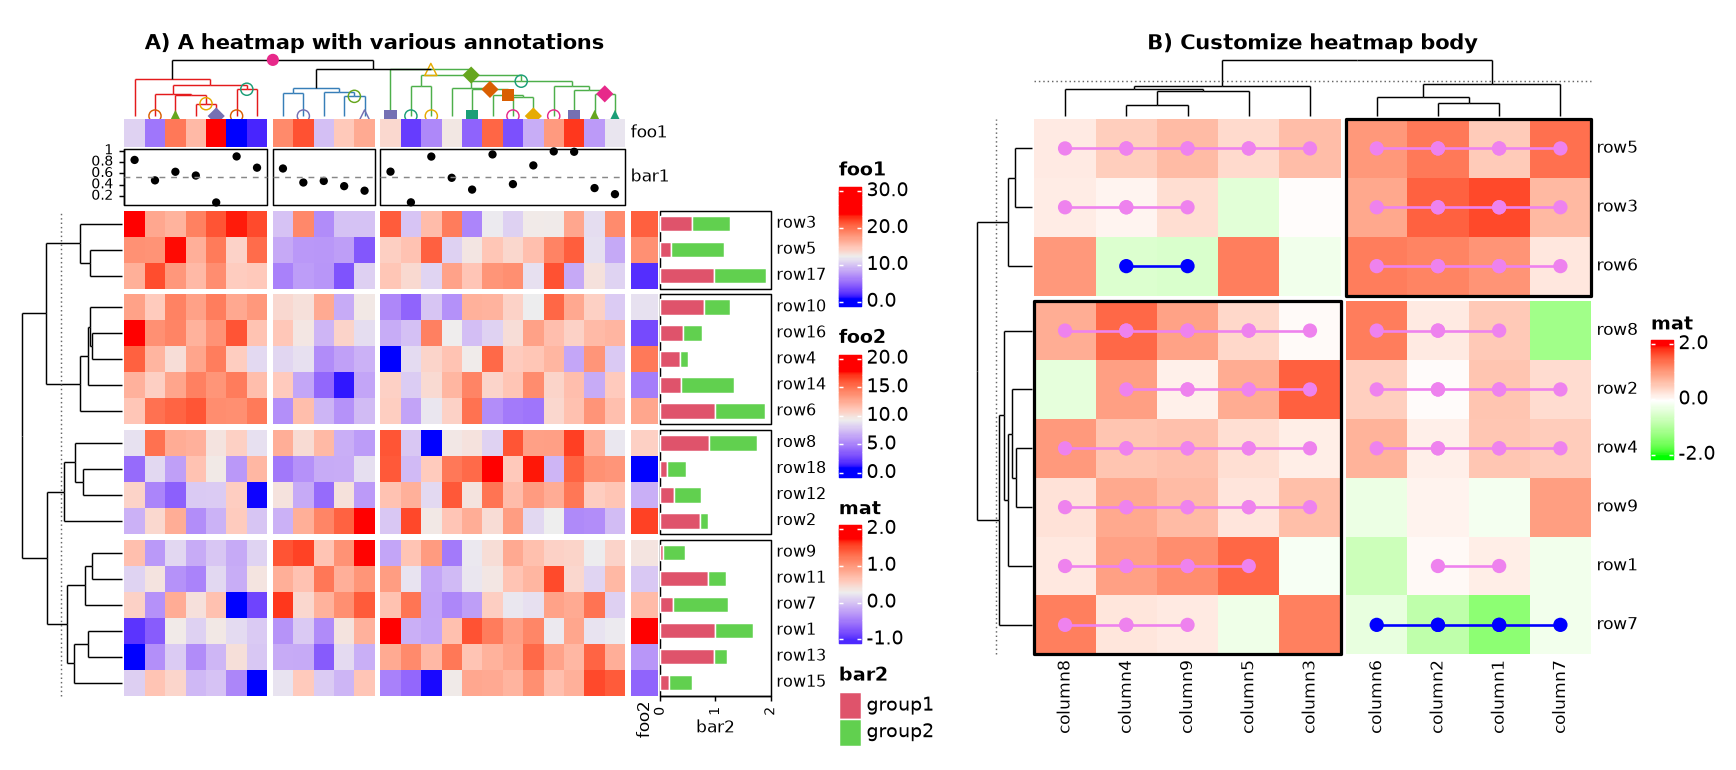 A) A heatmap with various annotations
foo1
1
0.8
0.6
0.4
0.2
bar1
row3
row5
row17
row10
row16
row4
row14
row6
row8
row18
row12
row2
row9
row11
row7
row1
row13
row15
foo2
0
1
2
bar2
foo1
30.0
20.0
10.0
0.0
foo2
20.0
15.0
10.0
5.0
0.0
mat
2.0
1.0
0.0
-1.0
bar2
group1
group2
B) Customize heatmap body
row5
row3
row6
row8
row2
row4
row9
row1
row7
column8
column4
column9
column5
column3
column6
column2
column1
column7
mat
2.0
0.0
-2.0